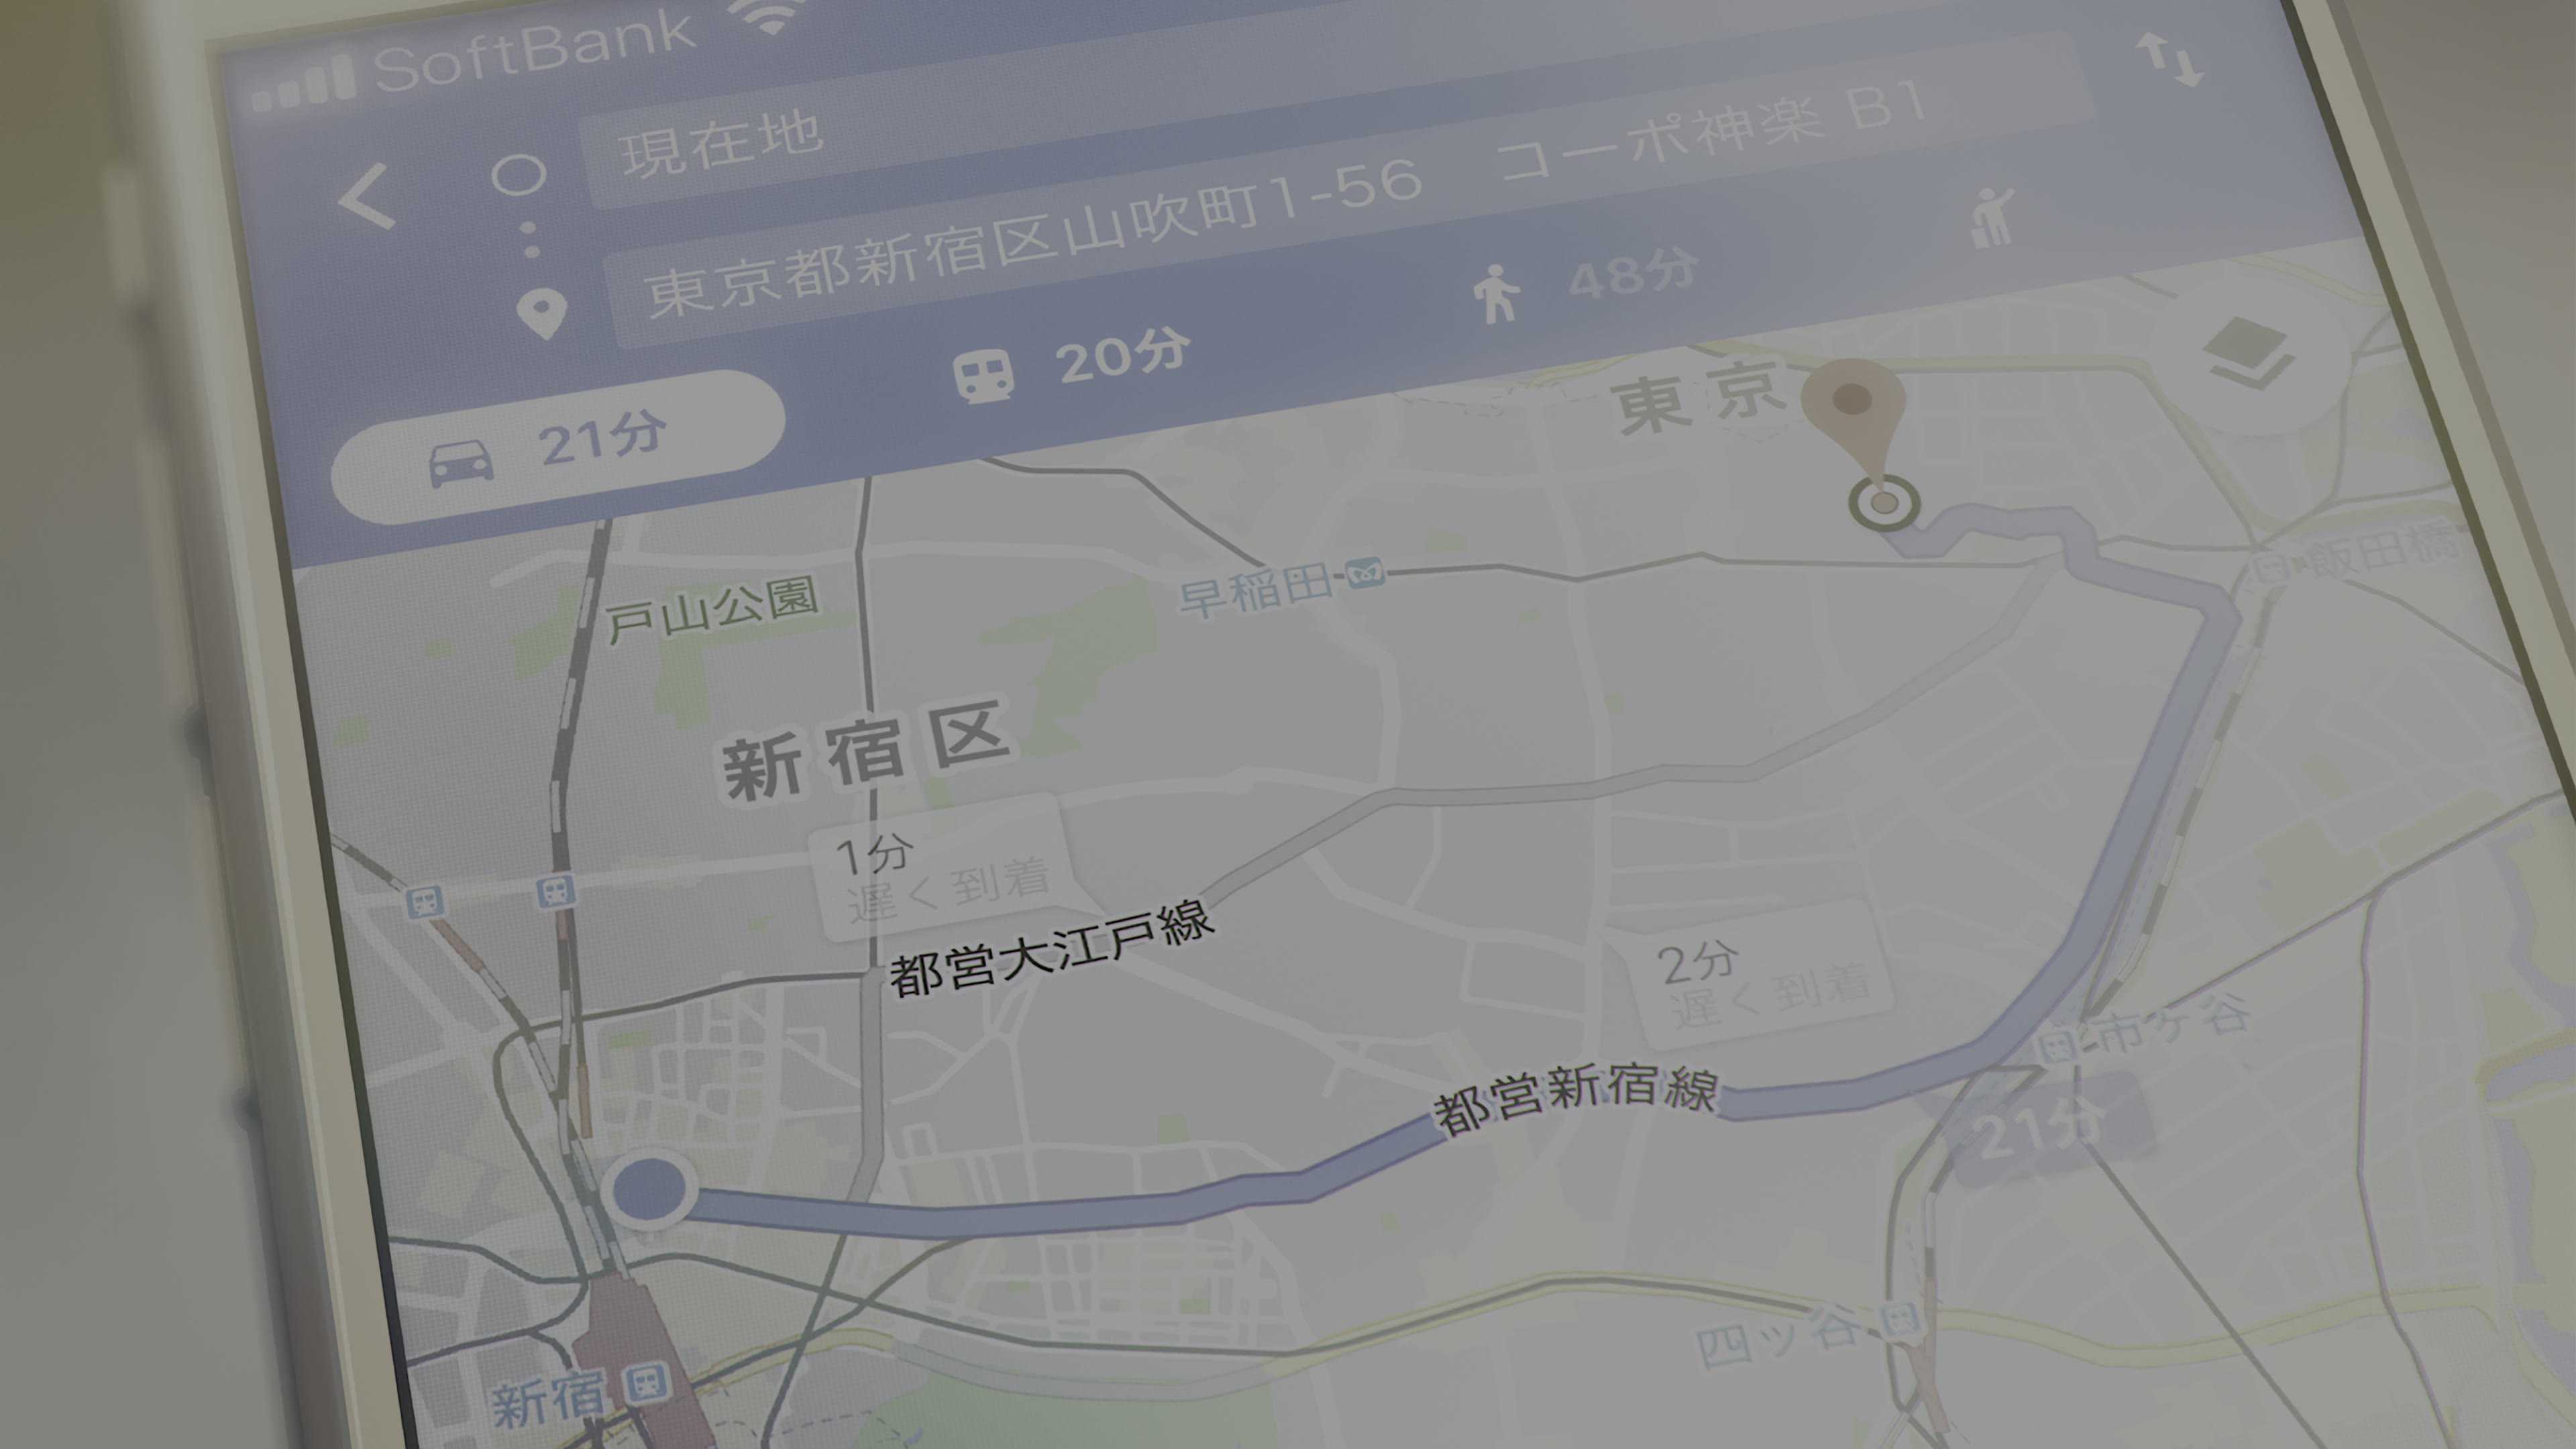 SoftBank
現在地
東京都新宿区山吹町1-56　コーポ神楽 B1
21分
20分
48分
東京
飯田橋
早稲田
戸山公園
新宿区
1分
遅く到着
都営大江戸線
2分
遅く到着
市ヶ谷
都営新宿線
21分
四ッ谷
新宿